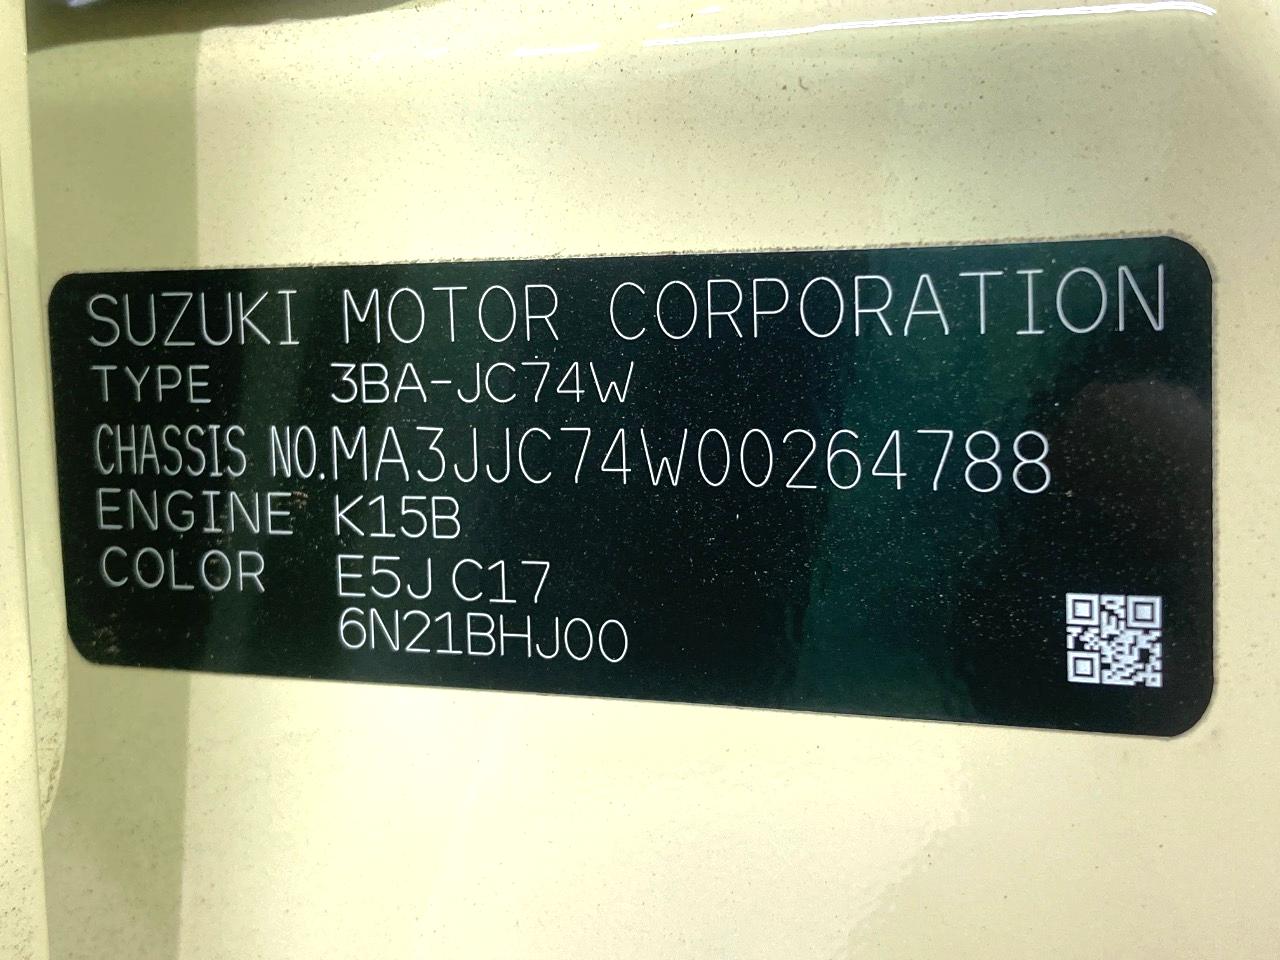 SUZUKI MOTOR CORPORATION
TYPE 3BA-JC74W
CHASSIS NO. MA3JJC74W00264788
ENGINE K15B
COLOR E5J C17
6N21BHJ00